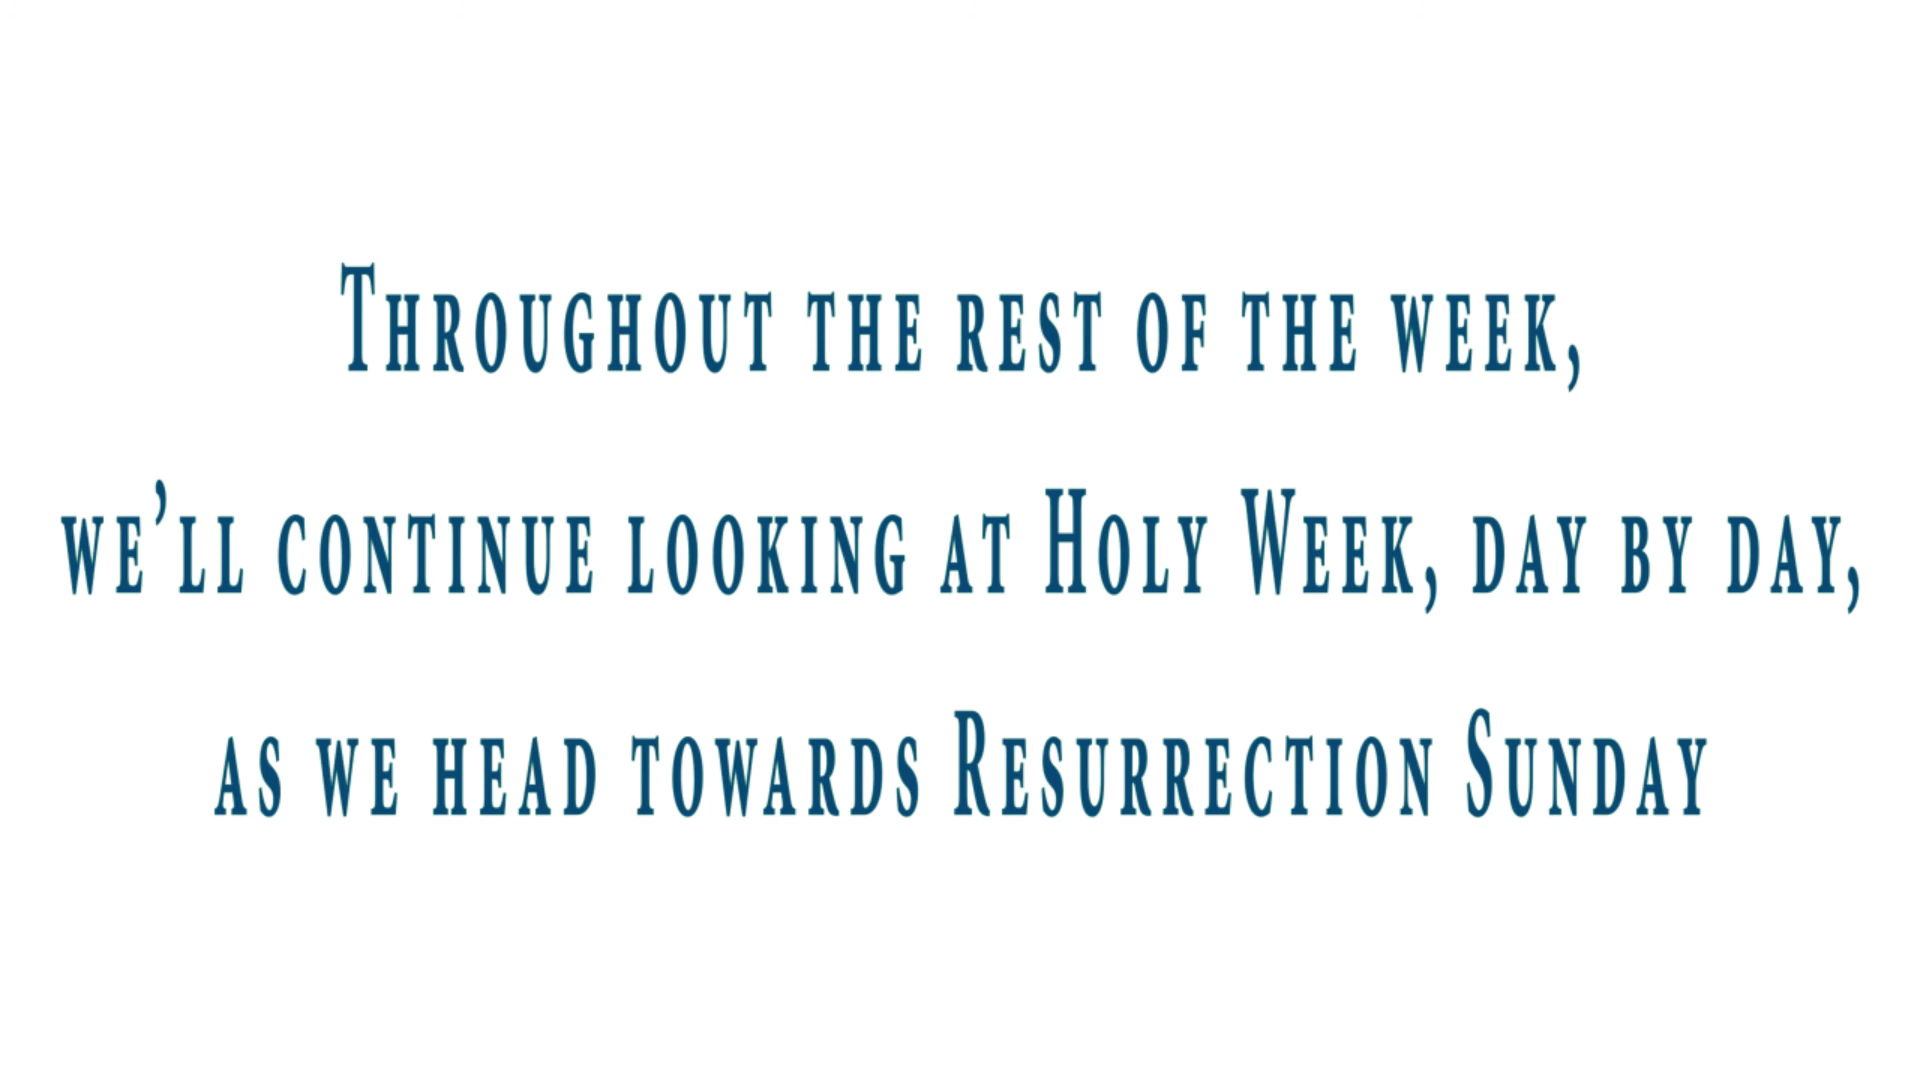 Throughout the rest of the week,
we’ll continue looking at Holy Week, day by day,
as we head towards Resurrection Sunday